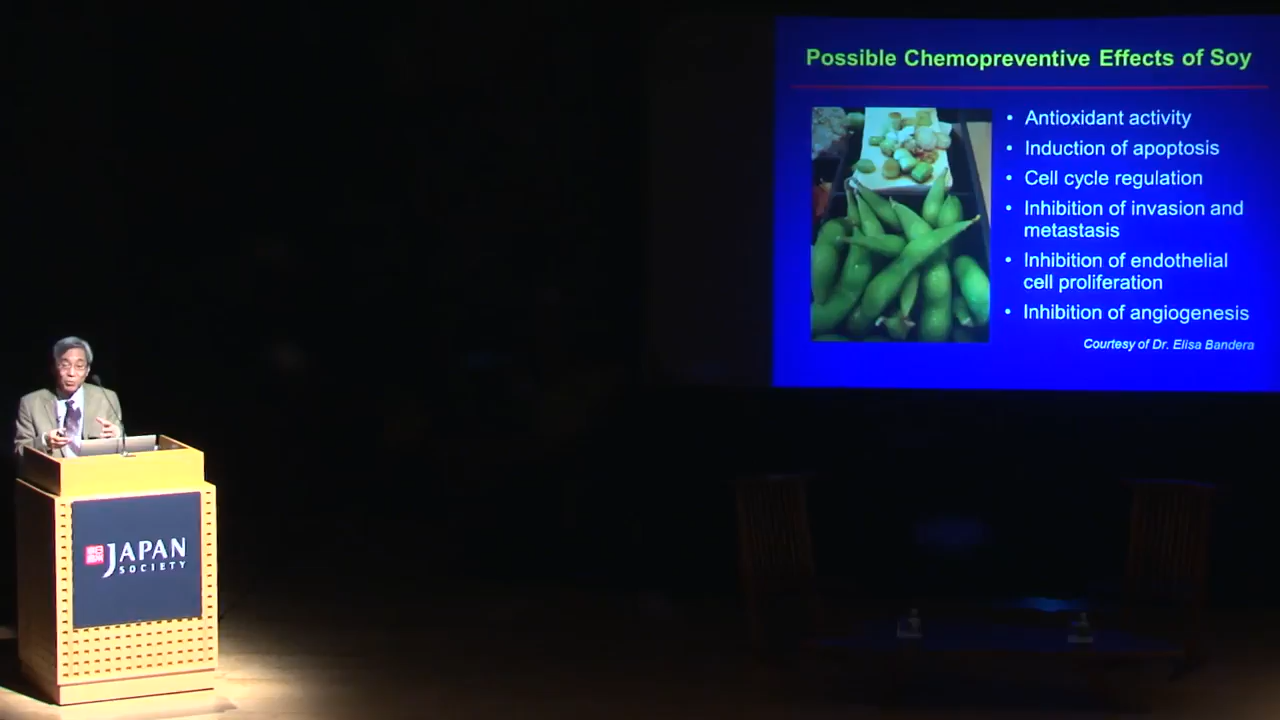 Possible Chemopreventive Effects of Soy
• Antioxidant activity
• Induction of apoptosis
• Cell cycle regulation
• Inhibition of invasion and
metastasis
• Inhibition of endothelial
cell proliferation
• Inhibition of angiogenesis
Courtesy of Dr. Elisa Bandera
JAPAN
SOCIETY